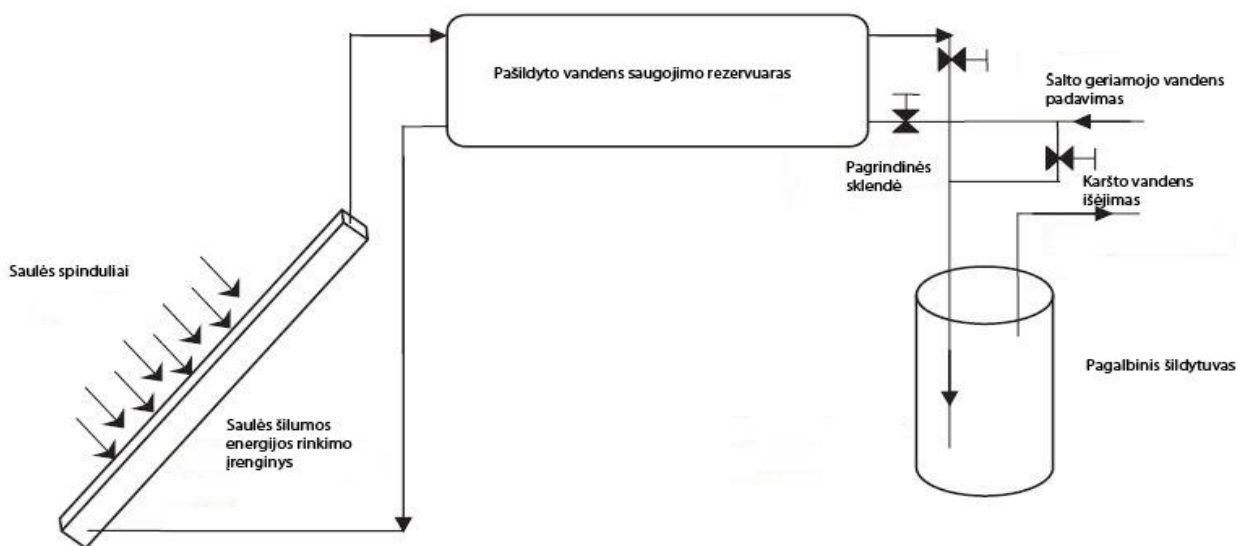 Pašildyto vandens saugojimo rezervuaras
Šalto geriamojo vandens
padavimas
Pagrindinės
sklendė
Karšto vandens
išėjimas
Saulės spinduliai
Pagalbinis šildytuvas
Saulės šilumos
energijos rinkimo
įrenginys